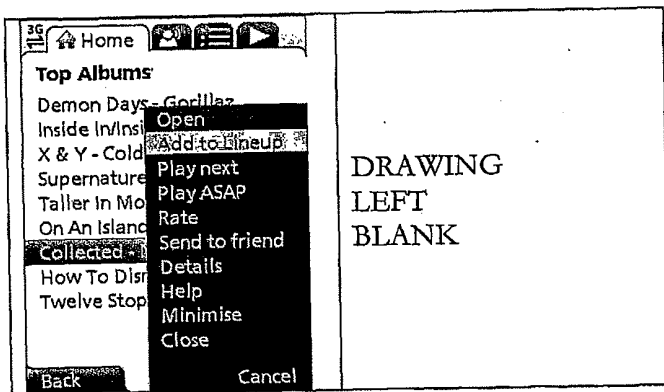 3G
Home
Top Albums
Demon Days - Gorillaz
Inside In/Insi
X & Y - Cold
Supernature
Taller In Mo
On An Island
Collected -
How To Dism
Twelve Stop
Open
Add to Lineup
Play next
Play ASAP
Rate
Send to friend
Details
Help
Minimise
Close
Back
Cancel
DRAWING
LEFT
BLANK